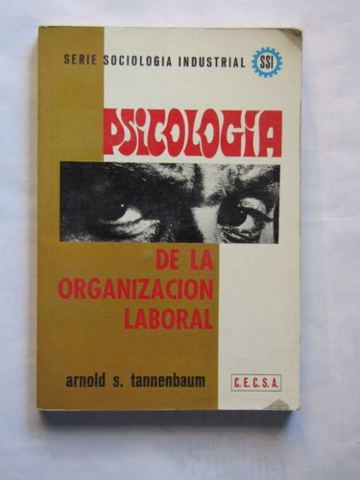 SERIE SOCIOLOGIA INDUSTRIAL SSI
PSICOLOGIA
DE LA
ORGANIZACION
LABORAL
arnold s. tannenbaum C.E.C.S.A.